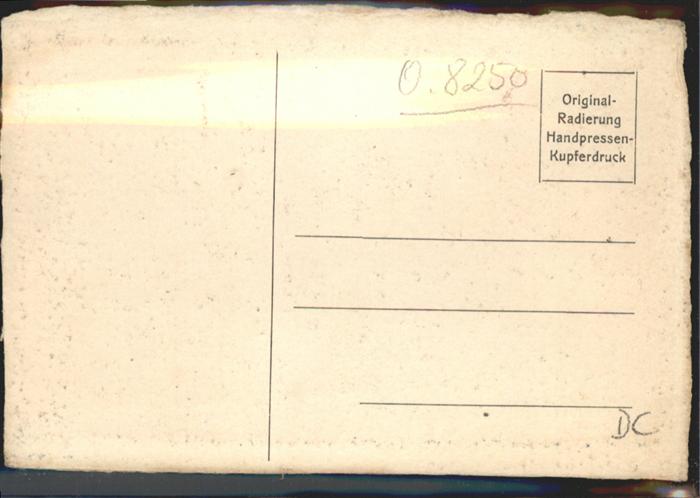 O. 8250
Original-
Radierung
Handpressen-
Kupferdruck
DC